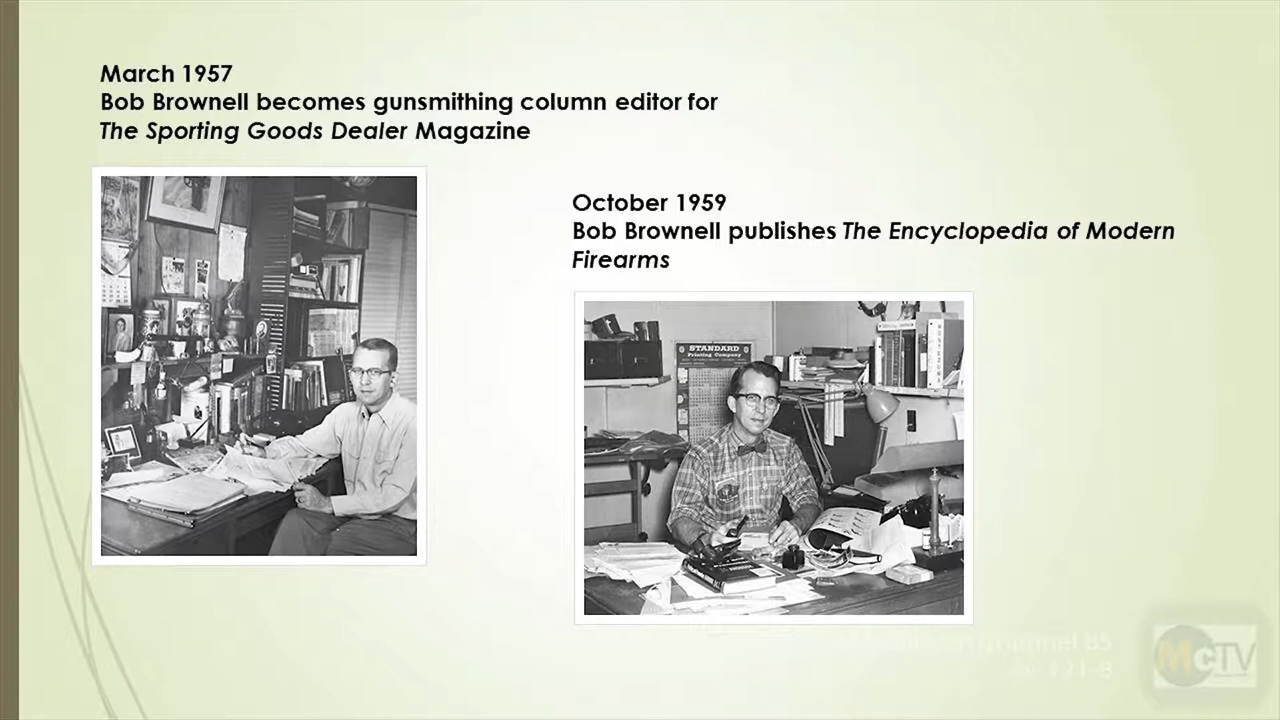 March 1957
Bob Brownell becomes gunsmithing column editor for
The Sporting Goods Dealer Magazine
October 1959
Bob Brownell publishes The Encyclopedia of Modern
Firearms
STANDARD
Printing Company
McTV